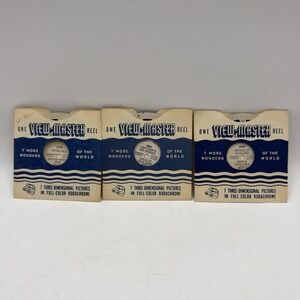 ONE VIEW-MASTER REEL
7 MORE WONDERS OF THE WORLD
7 THREE-DIMENSIONAL PICTURES
IN FULL-COLOR KODACHROME
ONE VIEW-MASTER REEL
7 MORE WONDERS OF THE WORLD
7 THREE-DIMENSIONAL PICTURES
IN FULL-COLOR KODACHROME
ONE VIEW-MASTER REEL
7 MORE WONDERS OF THE WORLD
7 THREE-DIMENSIONAL PICTURES
IN FULL-COLOR KODACHROME